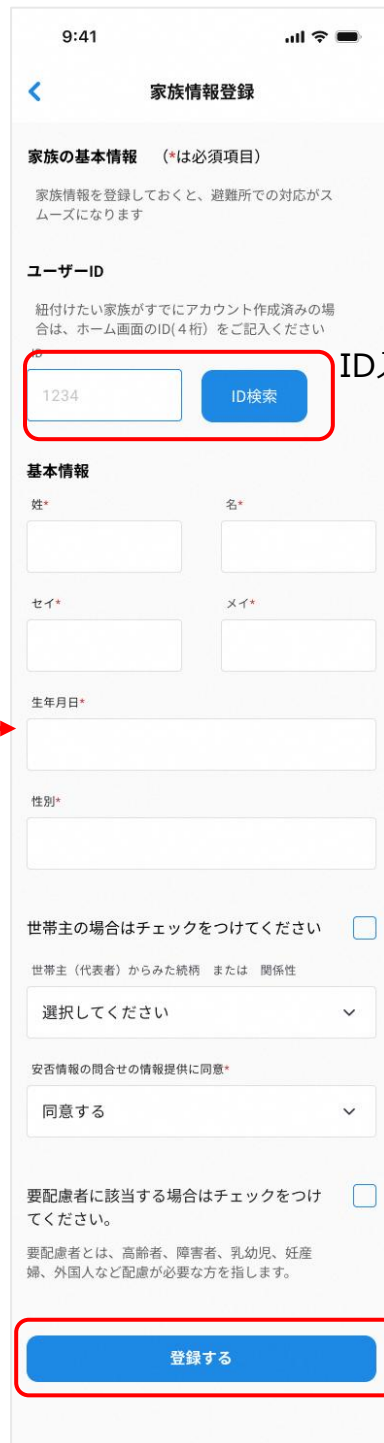 9:41
家族情報登録
家族の基本情報 （*は必須項目）
家族情報を登録しておくと、避難所での対応がス
ムーズになります
ユーザーID
紐付けたい家族がすでにアカウント作成済みの場
合は、ホーム画面のID(４桁）をご記入ください
ID
1234
ID検索
ID入
基本情報
姓* 名*
セイ* メイ*
生年月日*
性別*
世帯主の場合はチェックをつけてください
世帯主（代表者）からみた続柄 または 関係性
選択してください
安否情報の問合せの情報提供に同意*
同意する
要配慮者に該当する場合はチェックをつけ
てください。
要配慮者とは、高齢者、障害者、乳幼児、妊産
婦、外国人など配慮が必要な方を指します。
登録する